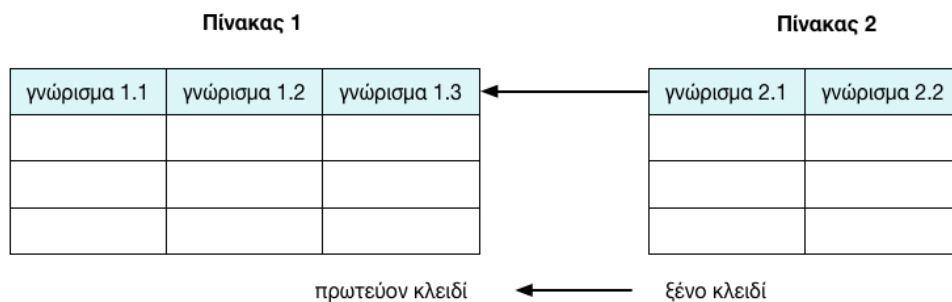 Πίνακας 1 Πίνακας 2
γνώρισμα 1.1 γνώρισμα 1.2 γνώρισμα 1.3 γνώρισμα 2.1 γνώρισμα 2.2
πρωτεύον κλειδί ξένο κλειδί